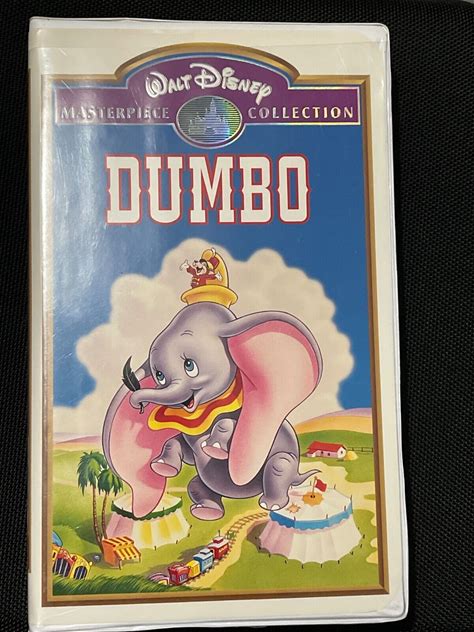 WALT DISNEY
MASTERPIECE COLLECTION
DUMBO